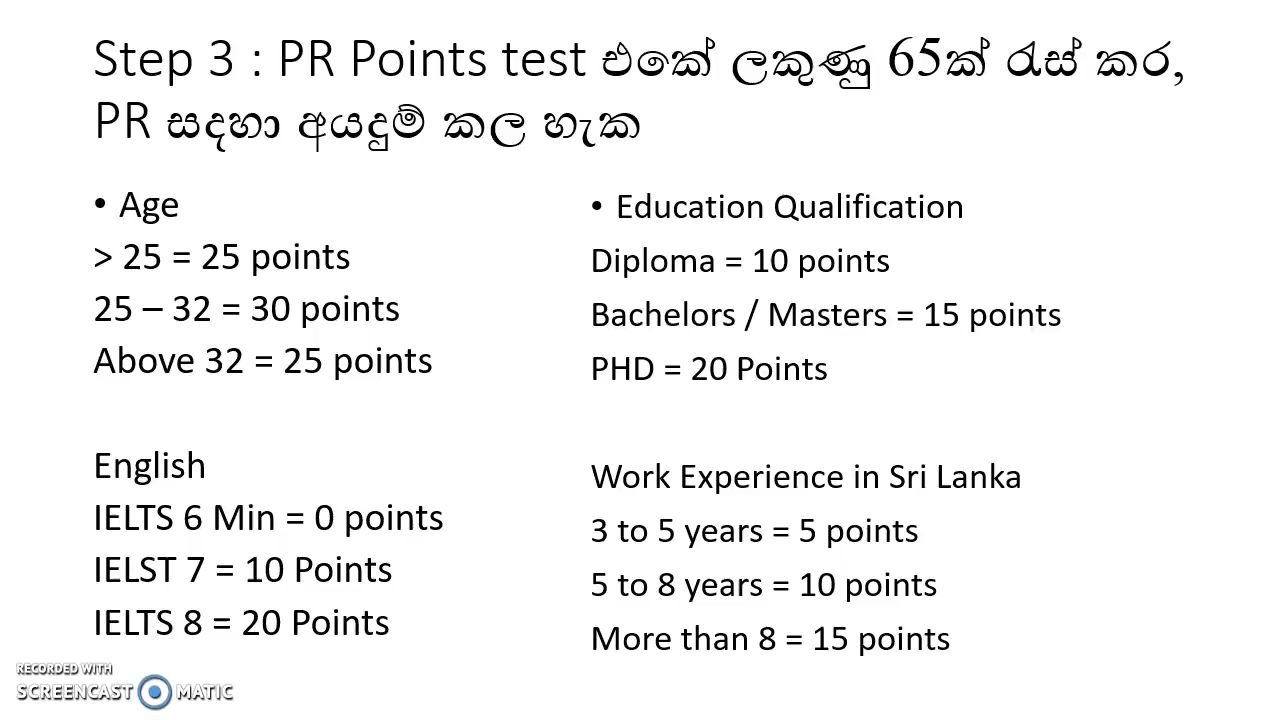 Step 3 : PR Points test එකේ ලකුණු 65ක් රැස් කර,
PR සදහා අයදුම් කල හැක
• Age
> 25 = 25 points
25 – 32 = 30 points
Above 32 = 25 points
English
IELTS 6 Min = 0 points
IELST 7 = 10 Points
IELTS 8 = 20 Points
• Education Qualification
Diploma = 10 points
Bachelors / Masters = 15 points
PHD = 20 Points
Work Experience in Sri Lanka
3 to 5 years = 5 points
5 to 8 years = 10 points
More than 8 = 15 points
RECORDED WITH
SCREENCAST MATIC